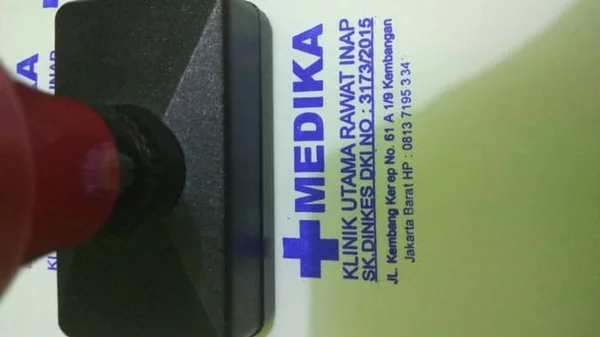 MEDIKA
KLINIK UTAMA RAWAT INAP
SK.DINKES DKI NO : 3173/2015
JL. Kembang Kerep No. 61 A 1/9 Kembangan
Jakarta Barat HP : 0813 7195 334